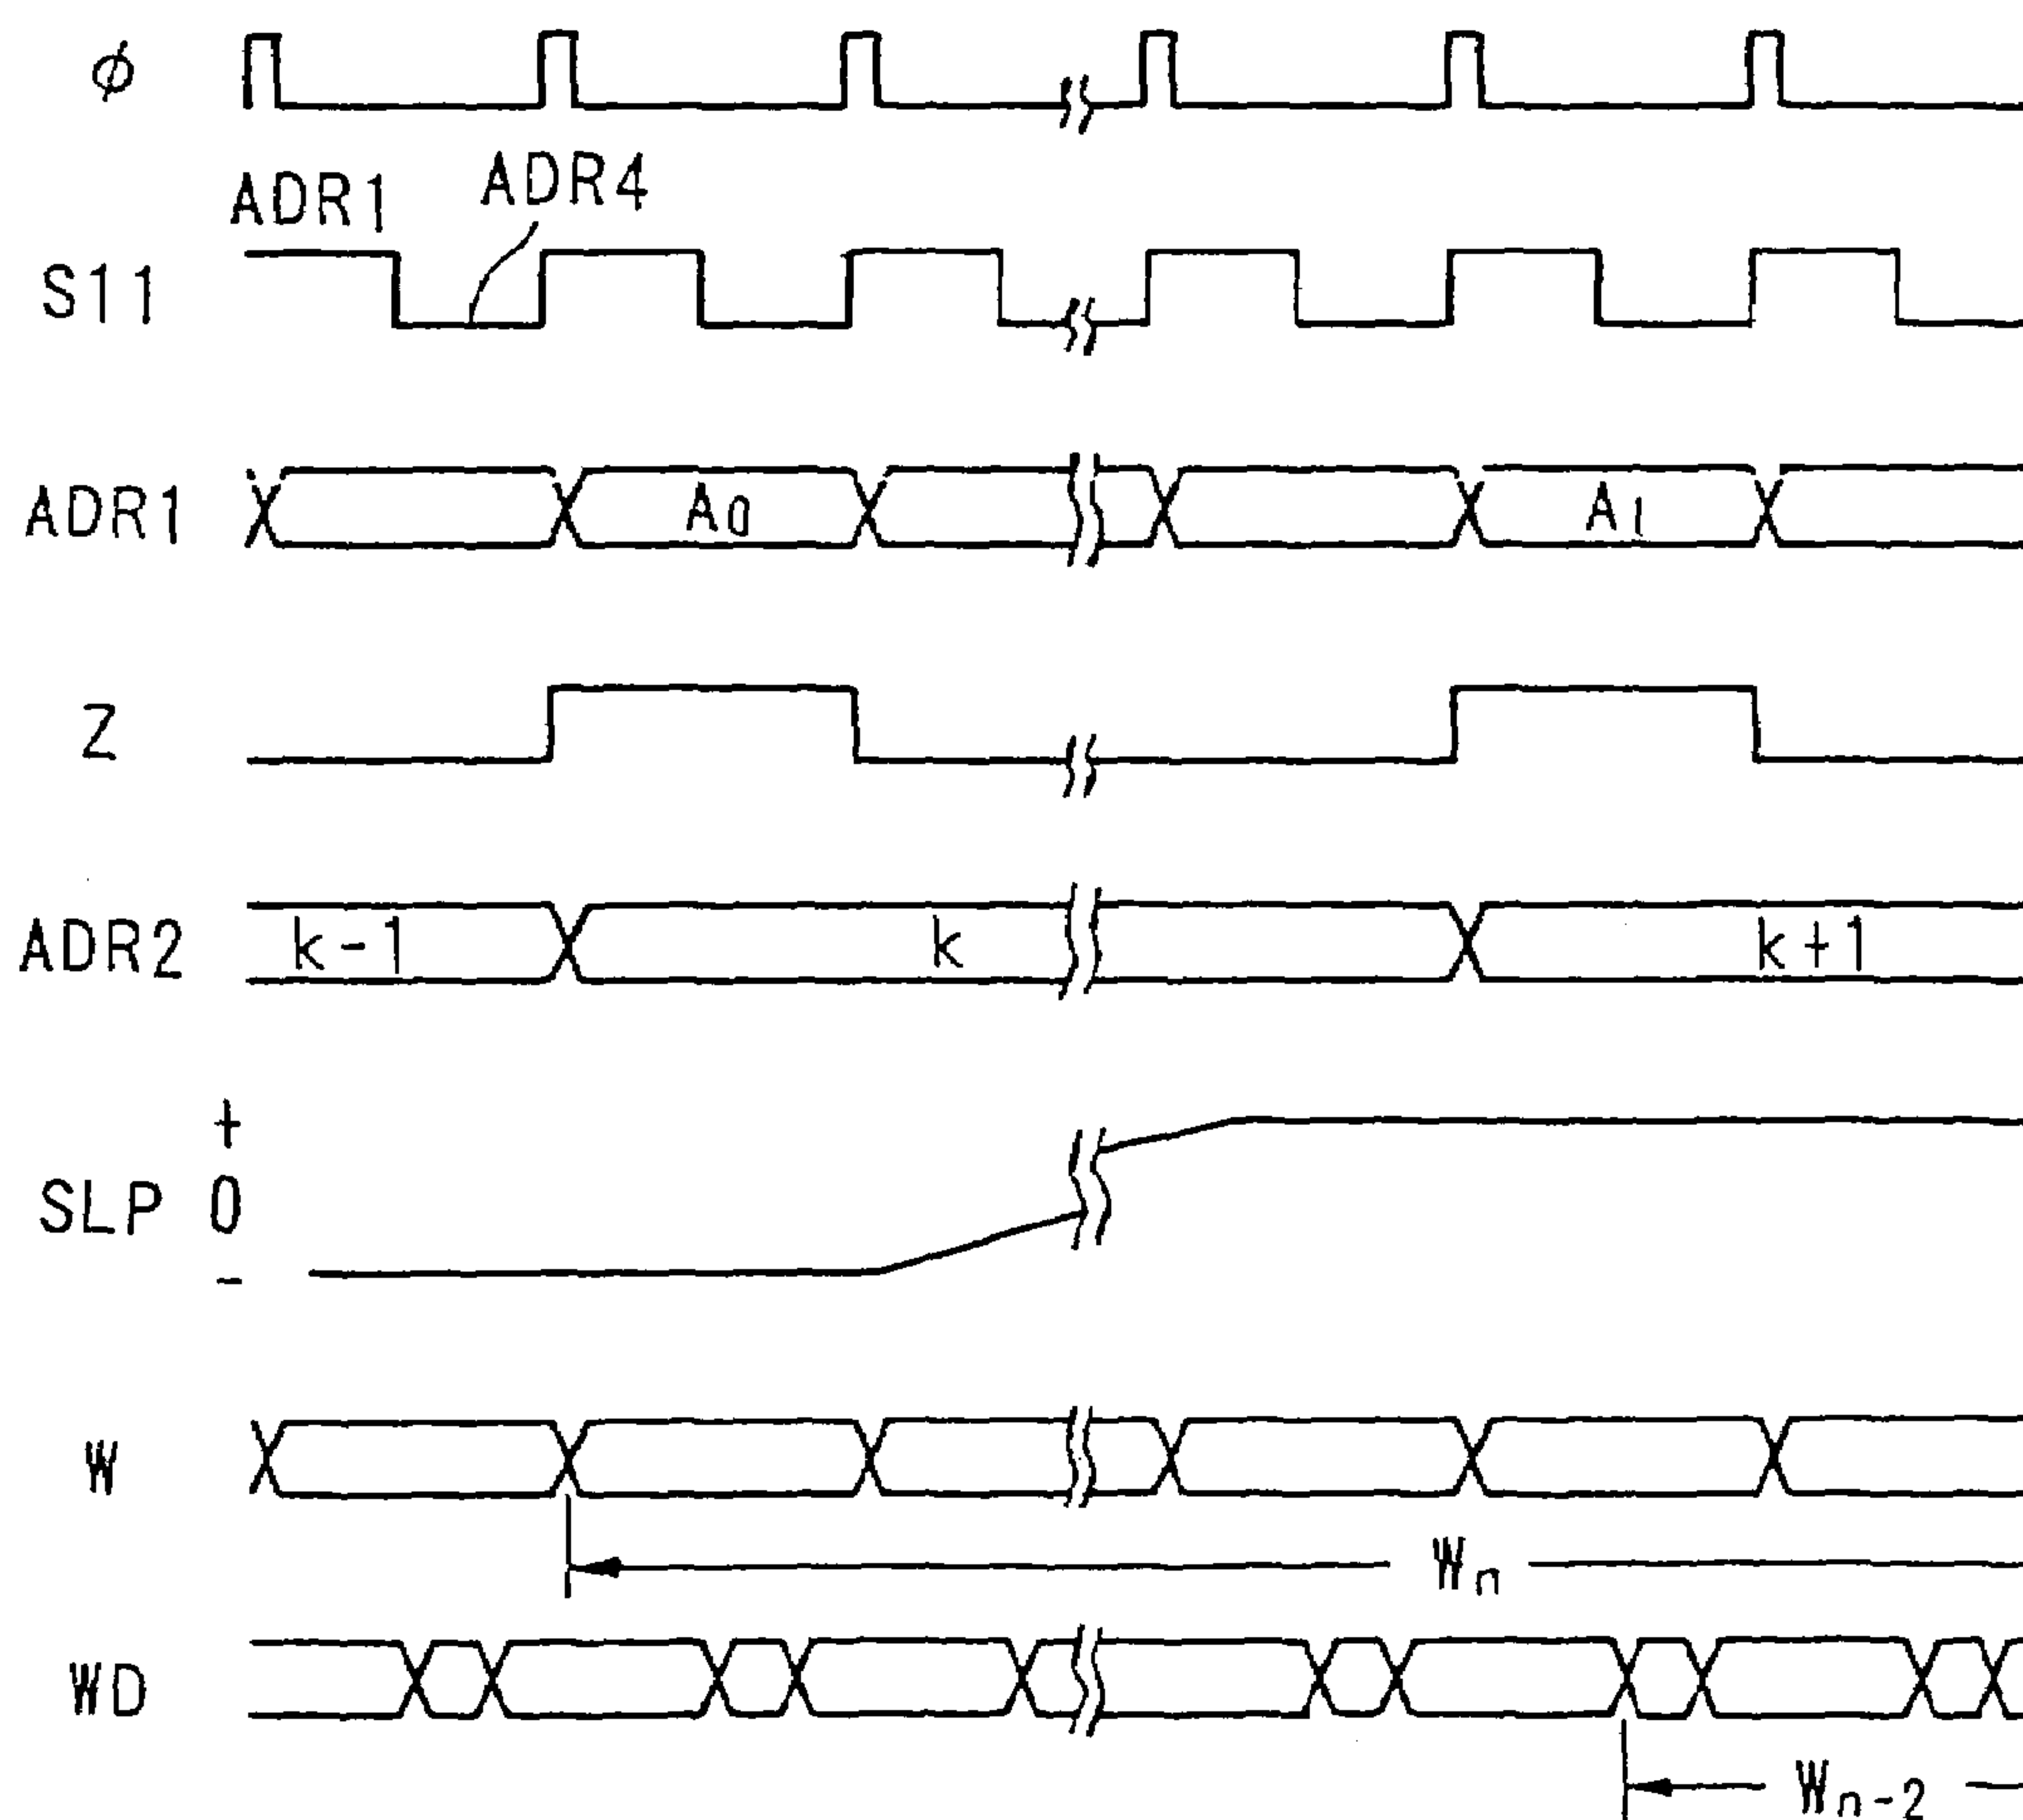 ϕ
ADR1 ADR4
S11
ADR1 A0 A1
Z
ADR2 k-1 k k+1
+
SLP 0
-
W
Wn
WD
Wn-2